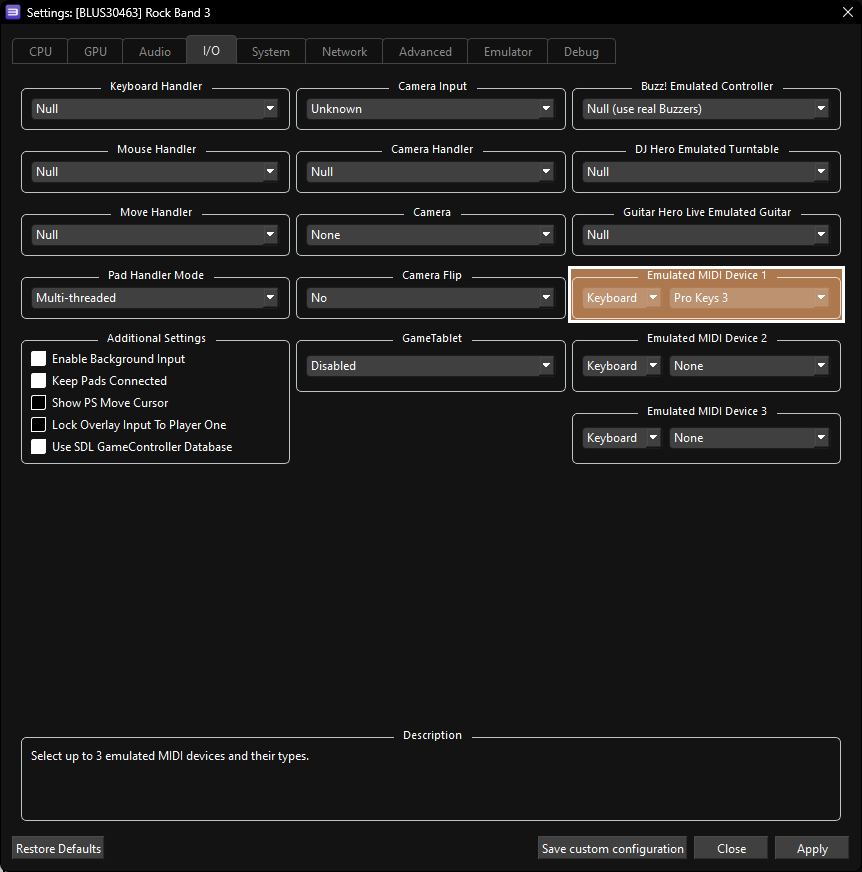 Settings: [BLUS30463] Rock Band 3
CPU GPU Audio I/O System Network Advanced Emulator Debug
Keyboard Handler
Null
Camera Input
Unknown
Buzz! Emulated Controller
Null (use real Buzzers)
Mouse Handler
Null
Camera Handler
Null
DJ Hero Emulated Turntable
Null
Move Handler
Null
Camera
None
Guitar Hero Live Emulated Guitar
Null
Pad Handler Mode
Multi-threaded
Camera Flip
No
Emulated MIDI Device 1
Keyboard Pro Keys 3
Additional Settings
Enable Background Input
Keep Pads Connected
Show PS Move Cursor
Lock Overlay Input To Player One
Use SDL GameController Database
GameTablet
Disabled
Emulated MIDI Device 2
Keyboard None
Emulated MIDI Device 3
Keyboard None
Description
Select up to 3 emulated MIDI devices and their types.
Restore Defaults Save custom configuration Close Apply